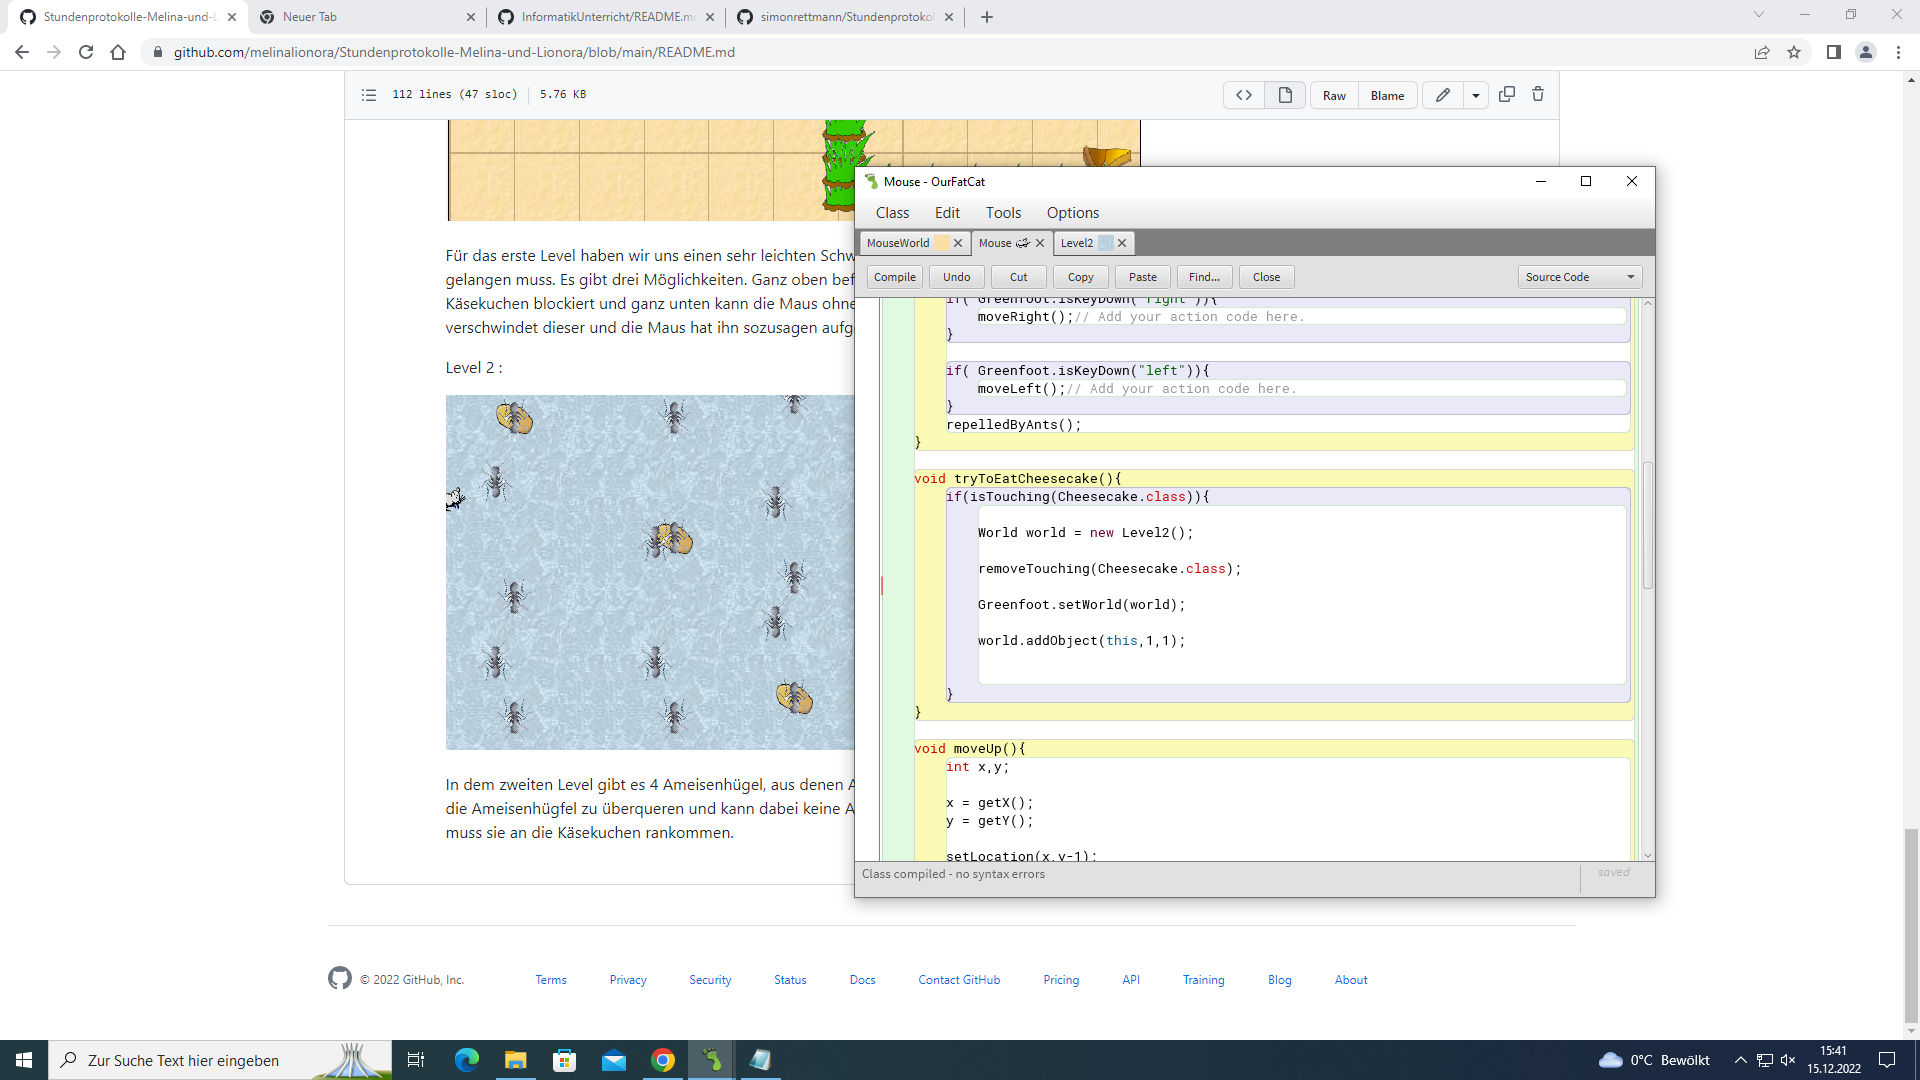 Stundenprotokolle-Melina-und-L
Neuer Tab
InformatikUnterricht/README.m
simonrettmann/Stundenprotokol
github.com/melinalionora/Stundenprotokolle-Melina-und-Lionora/blob/main/README.md
112 lines (47 sloc)
5.76 KB
Raw
Blame
Für das erste Level haben wir uns einen sehr leichten Schw
gelangen muss. Es gibt drei Möglichkeiten. Ganz oben bef
Käsekuchen blockiert und ganz unten kann die Maus ohne
verschwindet dieser und die Maus hat ihn sozusagen aufg
Level 2 :
In dem zweiten Level gibt es 4 Ameisenhügel, aus denen A
die Ameisenhügfel zu überqueren und kann dabei keine A
muss sie an die Käsekuchen rankommen.
Mouse - OurFatCat
Class Edit Tools Options
MouseWorld Mouse Level2
Compile Undo Cut Copy Paste Find... Close Source Code
if( Greenfoot.isKeyDown("right")){
moveRight();// Add your action code here.
}
if( Greenfoot.isKeyDown("left")){
moveLeft();// Add your action code here.
}
repelledByAnts();
}
void tryToEatCheesecake(){
if(isTouching(Cheesecake.class)){
World world = new Level2();
removeTouching(Cheesecake.class);
Greenfoot.setWorld(world);
world.addObject(this,1,1);
}
}
void moveUp(){
int x,y;
x = getX();
y = getY();
setLocation(x,y-1);
Class compiled - no syntax errors
saved
© 2022 GitHub, Inc.
Terms
Privacy
Security
Status
Docs
Contact GitHub
Pricing
API
Training
Blog
About
Zur Suche Text hier eingeben
0°C Bewölkt
15:41
15.12.2022